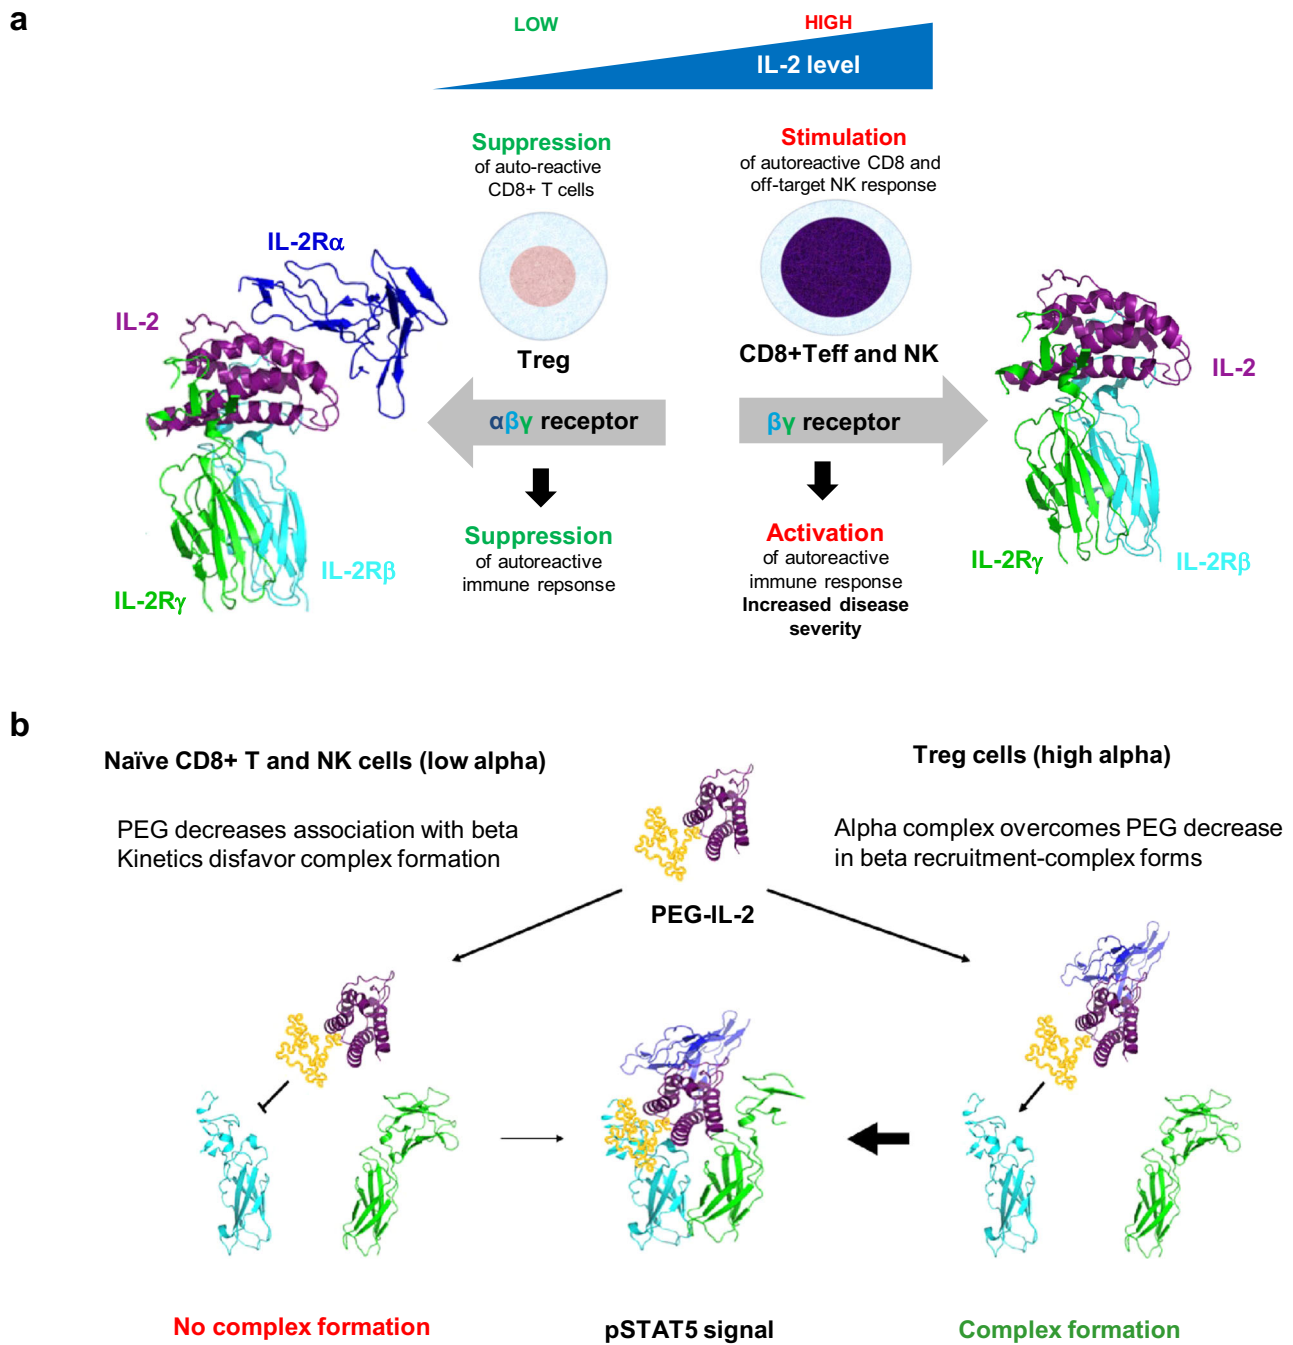 a
LOW
HIGH
IL-2 level
Suppression
of auto-reactive
CD8+ T cells
Stimulation
of autoreactive CD8 and
off-target NK response
IL-2Rα
IL-2
Treg
CD8+Teff and NK
IL-2
αβγ receptor
βγ receptor
Suppression
of autoreactive
immune repsonse
Activation
of autoreactive
immune response
Increased disease
severity
IL-2Rβ
IL-2Rγ
IL-2Rγ
IL-2Rβ
b
Naïve CD8+ T and NK cells (low alpha)
PEG decreases association with beta
Kinetics disfavor complex formation
Treg cells (high alpha)
Alpha complex overcomes PEG decrease
in beta recruitment-complex forms
PEG-IL-2
No complex formation
pSTAT5 signal
Complex formation